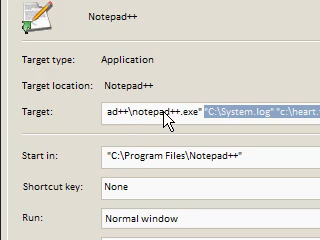 Notepad++
Target type: Application
Target location: Notepad++
Target: ad++\notepad++.exe" "C:\System.log" "c:\heart.
Start in: "C:\Program Files\Notepad++"
Shortcut key: None
Run: Normal window